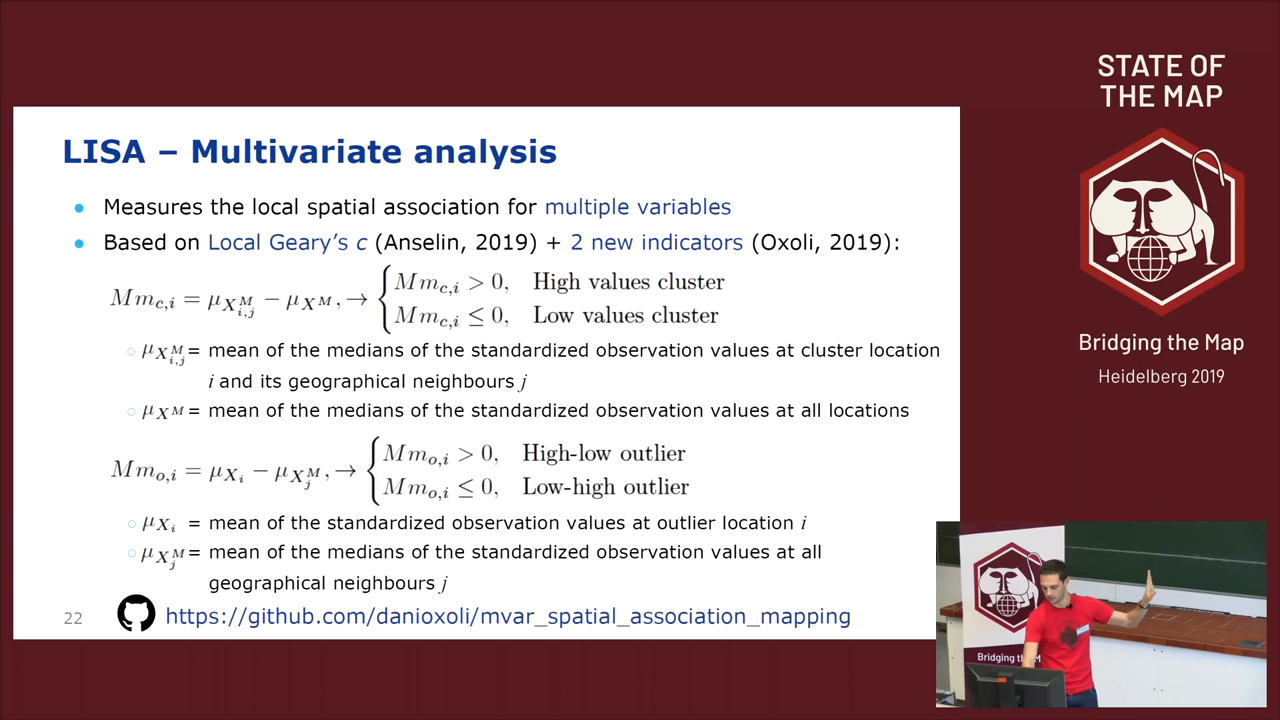 STATE OF
THE MAP
Bridging the Map
Heidelberg 2019
LISA – Multivariate analysis
● Measures the local spatial association for multiple variables
● Based on Local Geary's c (Anselin, 2019) + 2 new indicators (Oxoli, 2019):
Mm_{c,i} = μ_{X^M_{i,j}} − μ_{X^M}, → { Mm_{c,i} > 0, High values cluster
Mm_{c,i} ≤ 0, Low values cluster
○ μ_{X^M_{i,j}} = mean of the medians of the standardized observation values at cluster location
i and its geographical neighbours j
○ μ_{X^M} = mean of the medians of the standardized observation values at all locations
Mm_{o,i} = μ_{X_i} − μ_{X^M_j}, → { Mm_{o,i} > 0, High-low outlier
Mm_{o,i} ≤ 0, Low-high outlier
○ μ_{X_i} = mean of the standardized observation values at outlier location i
○ μ_{X^M_j} = mean of the medians of the standardized observation values at all
geographical neighbours j
22 https://github.com/danioxoli/mvar_spatial_association_mapping
Bridging the M